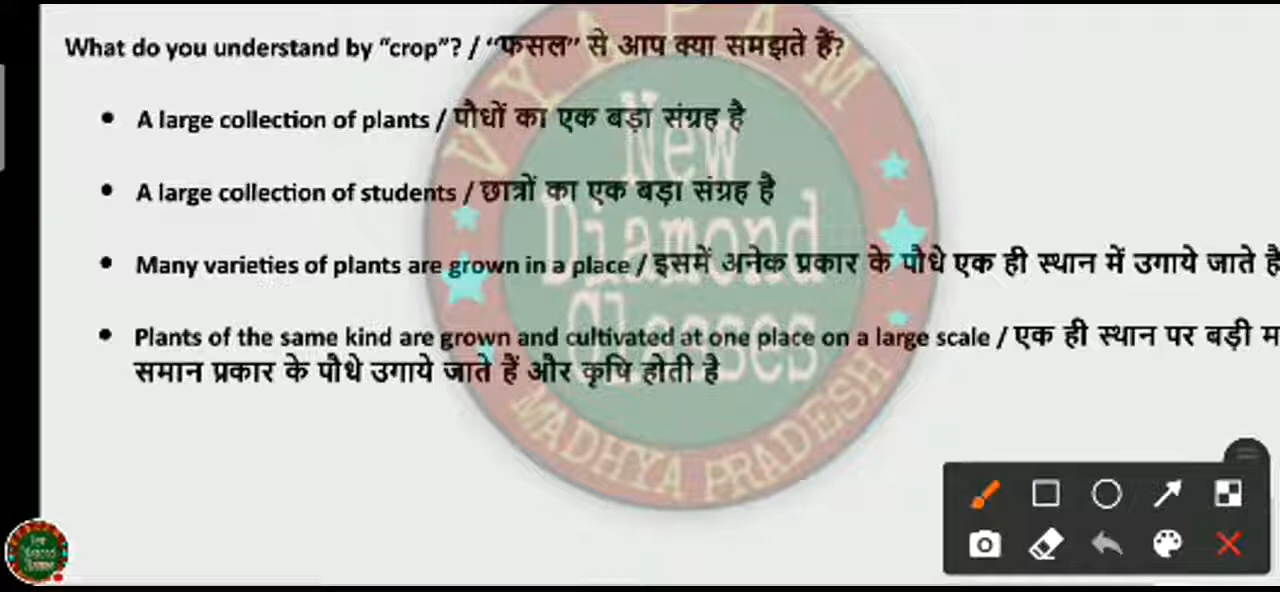 What do you understand by “crop”? / “फसल” से आप क्या समझते हैं?
• A large collection of plants / पौधों का एक बड़ा संग्रह है
• A large collection of students / छात्रों का एक बड़ा संग्रह है
• Many varieties of plants are grown in a place / इसमें अनेक प्रकार के पौधे एक ही स्थान में उगाये जाते है
• Plants of the same kind are grown and cultivated at one place on a large scale / एक ही स्थान पर बड़ी
समान प्रकार के पौधे उगाये जाते हैं और कृषि होती है
VYAPAM
New
Diamond
Classes
MADHYA PRADESH